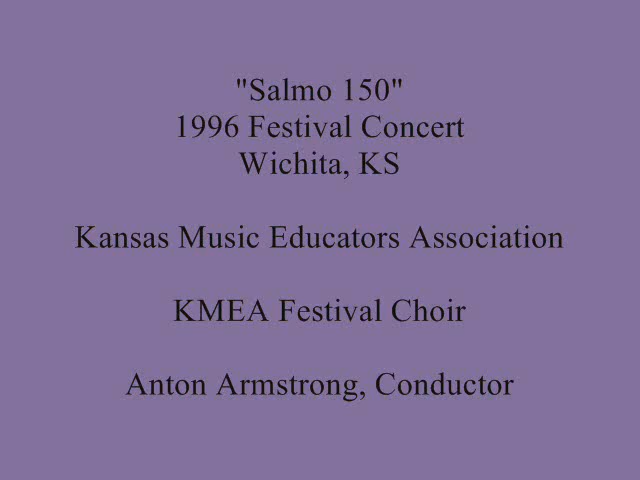 "Salmo 150"
1996 Festival Concert
Wichita, KS
Kansas Music Educators Association
KMEA Festival Choir
Anton Armstrong, Conductor